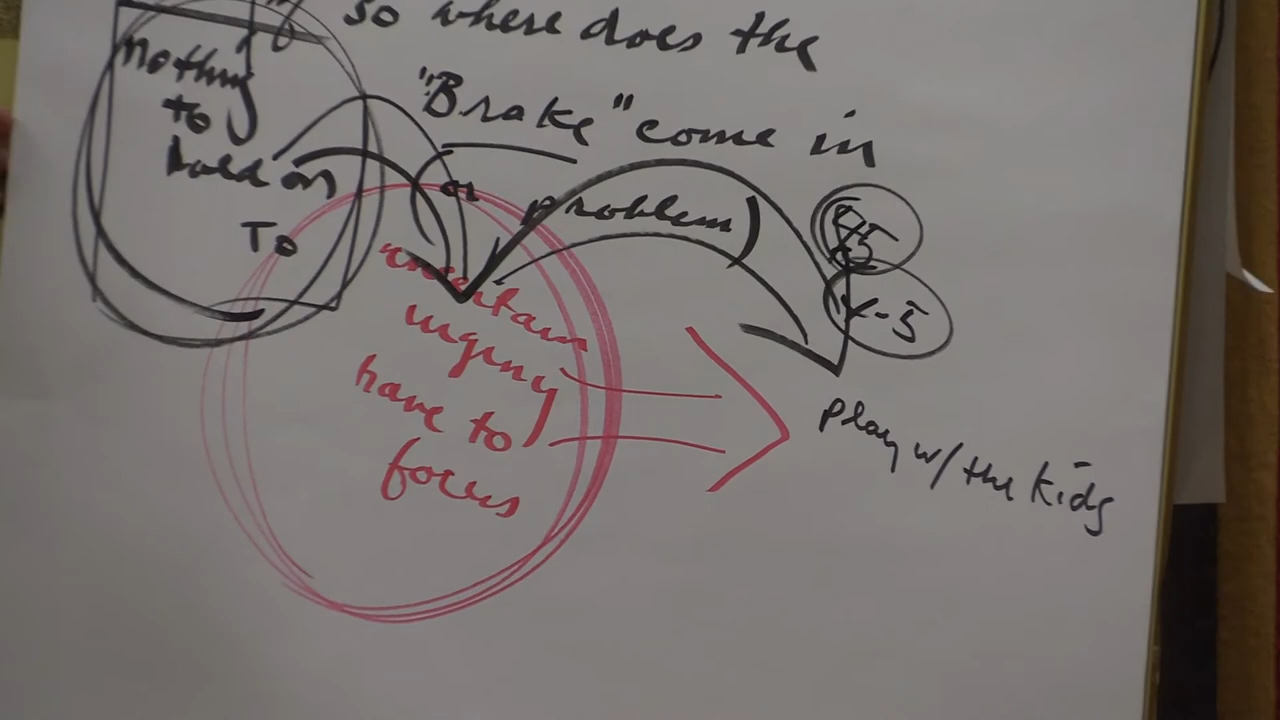 so where does the
"Brake" come in
or problem)
nothing
to
hold on
To
uncertain
urgency
have to
focus
K-5
play w/ the kids